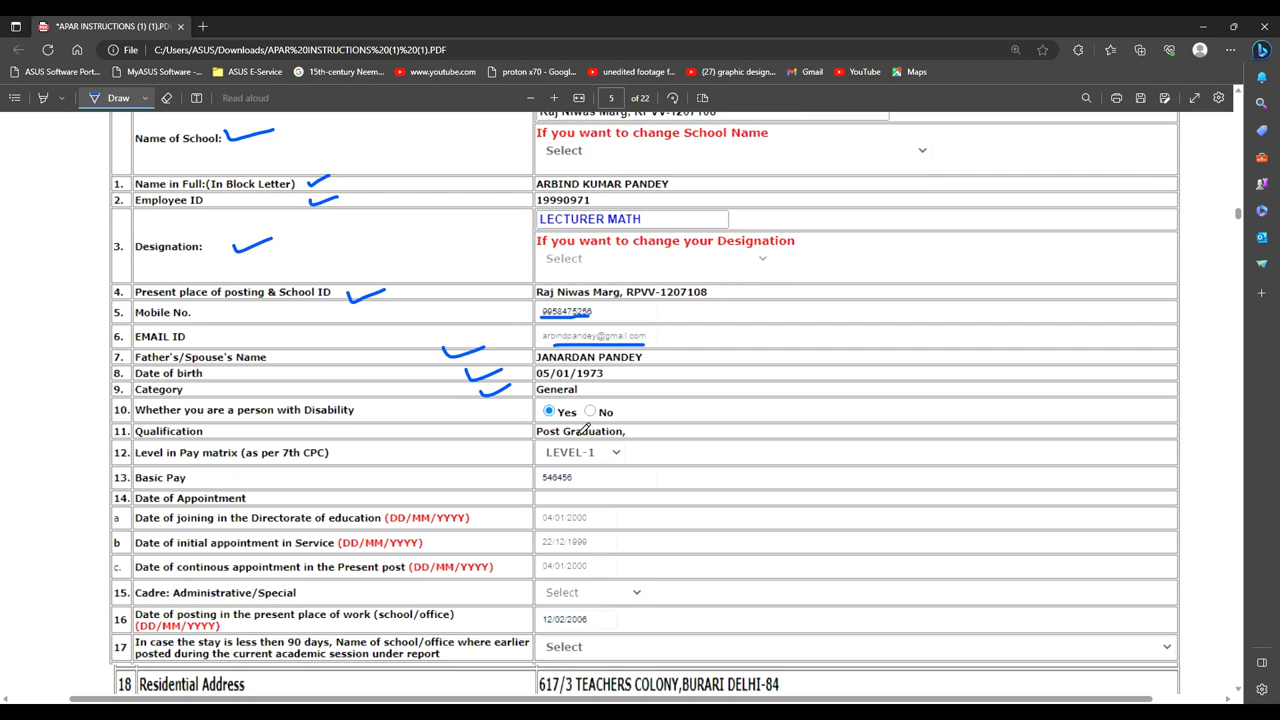 *APAR INSTRUCTIONS (1) (1).PDF
File C:/Users/ASUS/Downloads/APAR%20INSTRUCTIONS%20(1)%20(1).PDF
ASUS Software Port... MyASUS Software -... ASUS E-Service 15th-century Neem... www.youtube.com proton x70 - Googl... unedited footage f... (27) graphic design... Gmail YouTube Maps
Draw Read aloud 5 of 22
Raj Niwas Marg, RPVV-1207108
Name of School: If you want to change School Name
Select
1. Name in Full:(In Block Letter) ARBIND KUMAR PANDEY
2. Employee ID 19990971
LECTURER MATH
3. Designation: If you want to change your Designation
Select
4. Present place of posting & School ID Raj Niwas Marg, RPVV-1207108
5. Mobile No. 9958475256
6. EMAIL ID arbindpandey@gmail.com
7. Father's/Spouse's Name JANARDAN PANDEY
8. Date of birth 05/01/1973
9. Category General
10. Whether you are a person with Disability Yes No
11. Qualification Post Graduation,
12. Level in Pay matrix (as per 7th CPC) LEVEL-1
13. Basic Pay 546456
14. Date of Appointment
a Date of joining in the Directorate of education (DD/MM/YYYY) 04/01/2000
b Date of initial appointment in Service (DD/MM/YYYY) 22/12/1999
c. Date of continous appointment in the Present post (DD/MM/YYYY) 04/01/2000
15. Cadre: Administrative/Special Select
16 Date of posting in the present place of work (school/office)
(DD/MM/YYYY) 12/02/2006
17 In case the stay is less then 90 days, Name of school/office where earlier
posted during the current academic session under report Select
18 Residential Address 617/3 TEACHERS COLONY,BURARI DELHI-84